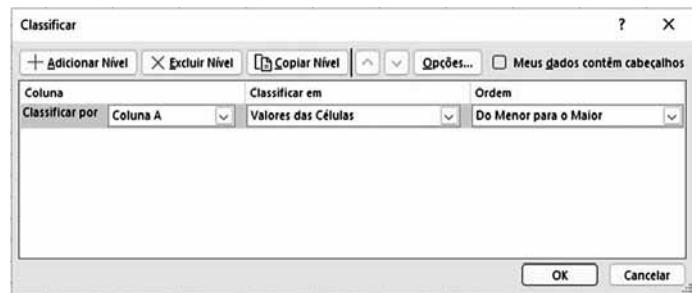 Classificar ? X
Adicionar Nível Excluir Nível Copiar Nível Opções... Meus dados contêm cabeçalhos
Coluna Classificar em Ordem
Classificar por Coluna A Valores das Células Do Menor para o Maior
OK Cancelar